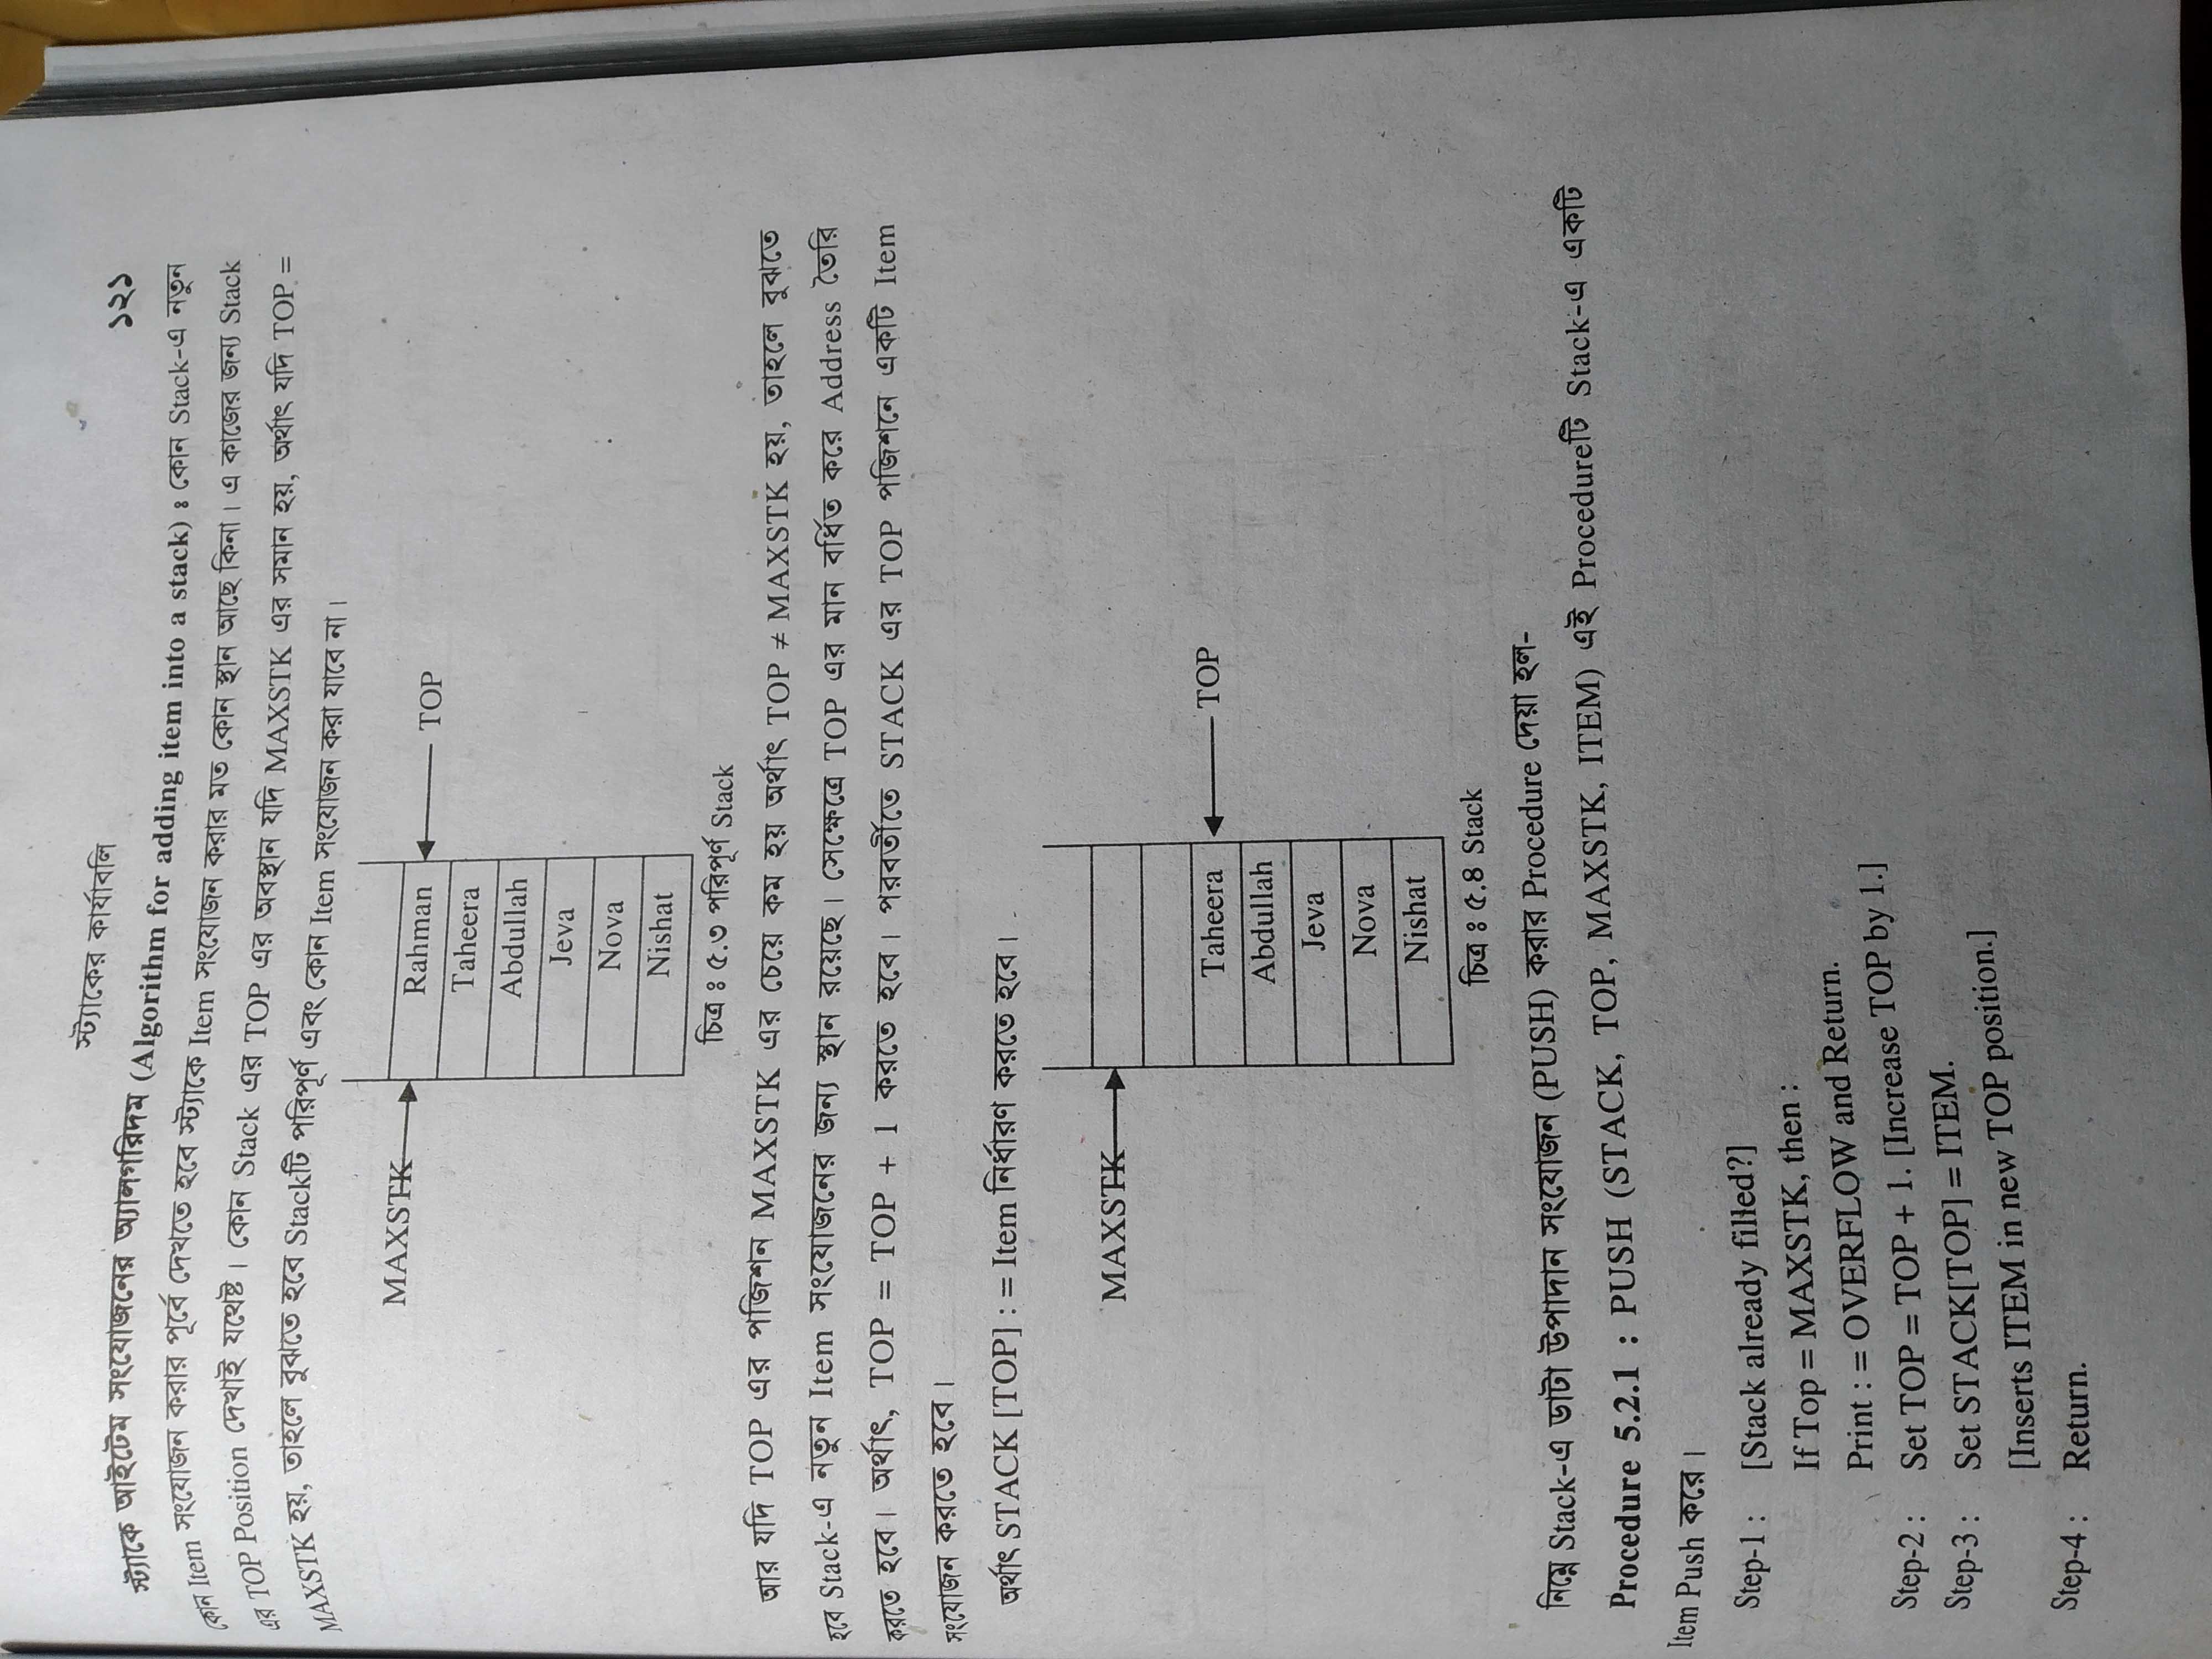 স্ট্যাকের কার্যাবলি
১২১
স্ট্যাকে আইটেম সংযোজনের অ্যালগরিদম (Algorithm for adding item into a stack) : কোন Stack-এ নতুন
কোন Item সংযোজন করার পূর্বে দেখতে হবে স্ট্যাকে Item সংযোজন করার মত কোন স্থান আছে কিনা। এ কাজের জন্য Stack
এর TOP Position দেখাই যথেষ্ট। কোন Stack এর TOP এর অবস্থান যদি MAXSTK এর সমান হয়, অর্থাৎ যদি TOP =
MAXSTK হয়, তাহলে বুঝতে হবে Stackটি পরিপূর্ণ এবং কোন Item সংযোজন করা যাবে না।
MAXSTK
Rahman
TOP
Taheera
Abdullah
Jeva
Nova
Nishat
চিত্র : ৫.৩ পরিপূর্ণ Stack
আর যদি TOP এর পজিশন MAXSTK এর চেয়ে কম হয় অর্থাৎ TOP ≠ MAXSTK হয়, তাহলে বুঝতে
হবে Stack-এ নতুন Item সংযোজনের জন্য স্থান রয়েছে। সেক্ষেত্রে TOP এর মান বর্ধিত করে Address তৈরি
করতে হবে। অর্থাৎ, TOP = TOP + 1 করতে হবে। পরবর্তীতে STACK এর TOP পজিশনে একটি Item
সংযোজন করতে হবে।
অর্থাৎ STACK [TOP] : = Item নির্ধারণ করতে হবে।
MAXSTK
Taheera
TOP
Abdullah
Jeva
Nova
Nishat
চিত্র : ৫.৪ Stack
নিম্নে Stack-এ ডাটা উপাদান সংযোজন (PUSH) করার Procedure দেয়া হল-
Procedure 5.2.1 : PUSH (STACK, TOP, MAXSTK, ITEM) এই Procedureটি Stack-এ একটি
Item Push করে।
Step-1 : [Stack already filled?]
If Top = MAXSTK, then :
Print : = OVERFLOW and Return.
Step-2 : Set TOP = TOP + 1. [Increase TOP by 1.]
Step-3 : Set STACK[TOP] = ITEM.
[Inserts ITEM in new TOP position.]
Step-4 : Return.